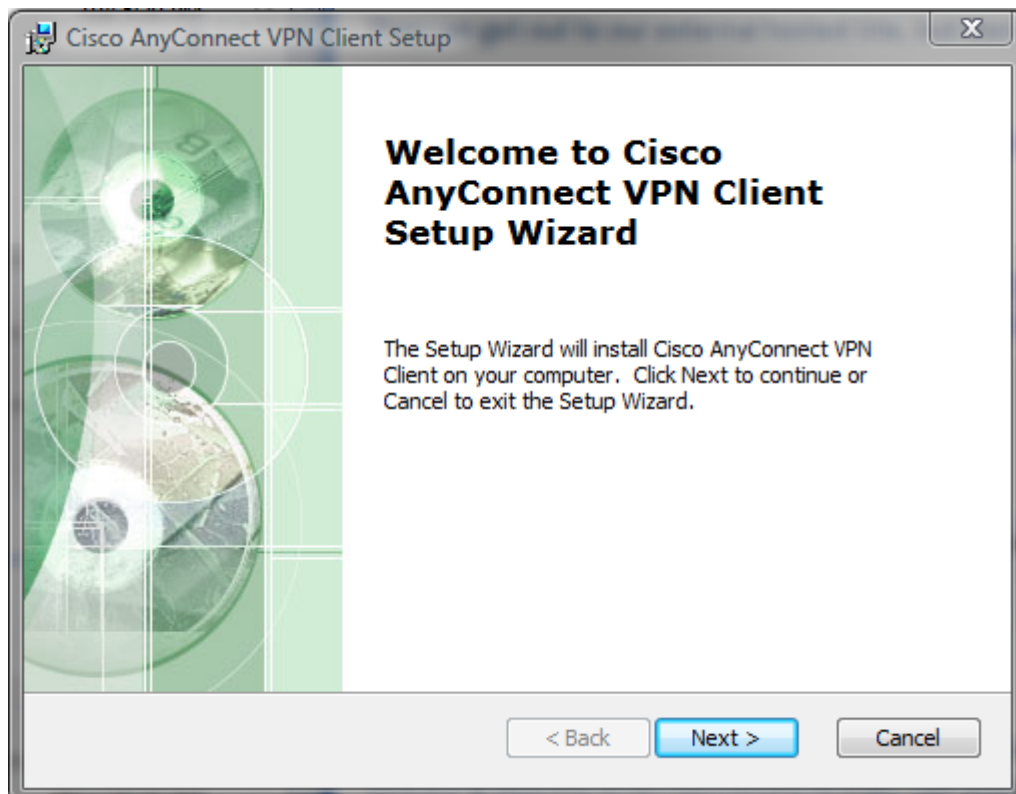 Cisco AnyConnect VPN Client Setup
Welcome to Cisco
AnyConnect VPN Client
Setup Wizard
The Setup Wizard will install Cisco AnyConnect VPN
Client on your computer.  Click Next to continue or
Cancel to exit the Setup Wizard.
< Back
Next >
Cancel